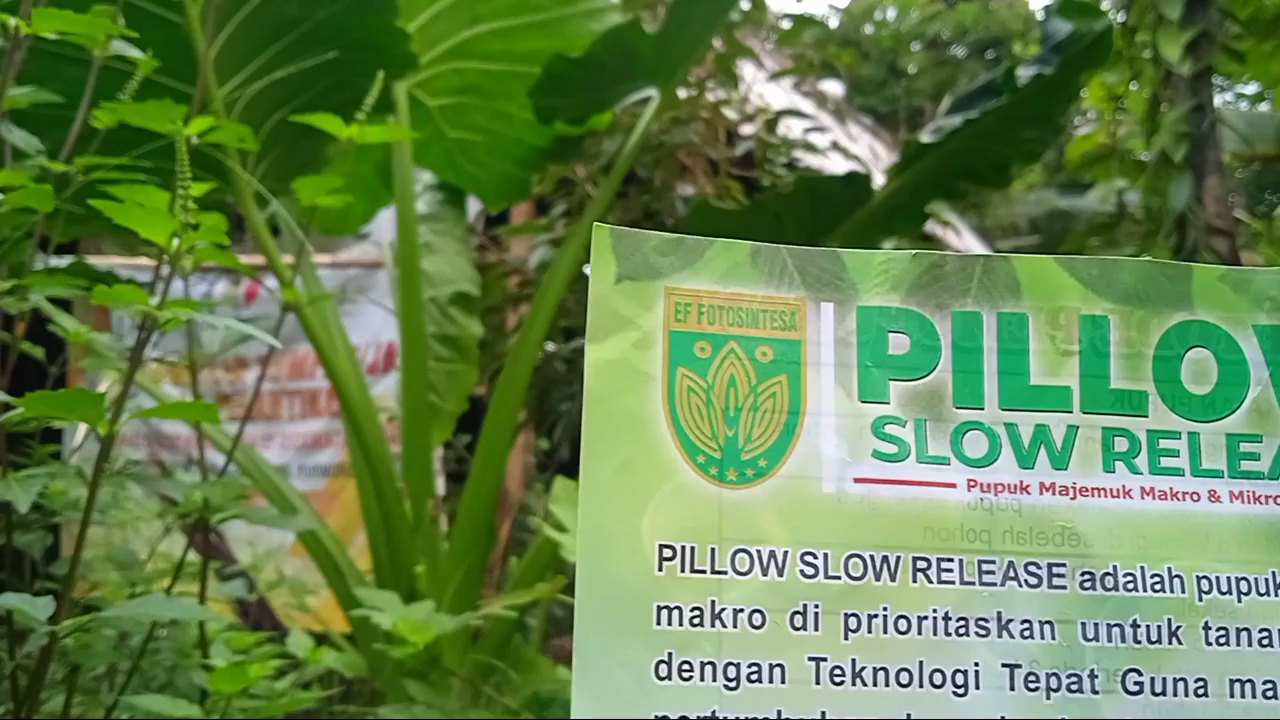 EF FOTOSINTESA
PILLOW
SLOW RELEA
Pupuk Majemuk Makro & Mikro
PILLOW SLOW RELEASE adalah pupuk
makro di prioritaskan untuk tanam
dengan Teknologi Tepat Guna ma